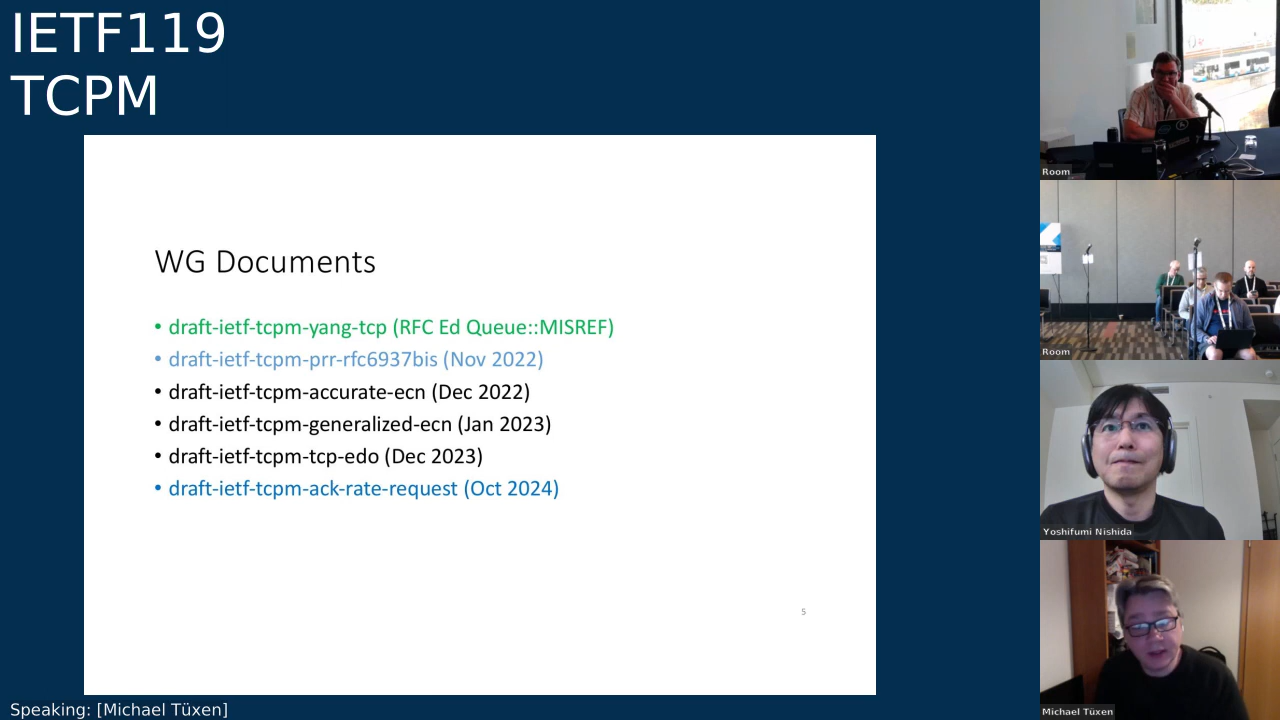 IETF119
TCPM
WG Documents
• draft-ietf-tcpm-yang-tcp (RFC Ed Queue::MISREF)
• draft-ietf-tcpm-prr-rfc6937bis (Nov 2022)
• draft-ietf-tcpm-accurate-ecn (Dec 2022)
• draft-ietf-tcpm-generalized-ecn (Jan 2023)
• draft-ietf-tcpm-tcp-edo (Dec 2023)
• draft-ietf-tcpm-ack-rate-request (Oct 2024)
5
Speaking: [Michael Tüxen]
Room
Room
Yoshifumi Nishida
Michael Tüxen